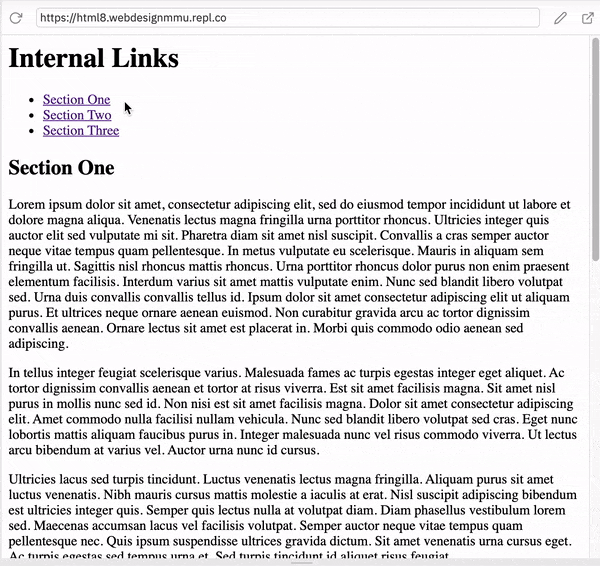 https://html8.webdesignmmu.repl.co
Internal Links
Section One
Section Two
Section Three
Section One
Lorem ipsum dolor sit amet, consectetur adipiscing elit, sed do eiusmod tempor incididunt ut labore et
dolore magna aliqua. Venenatis lectus magna fringilla urna porttitor rhoncus. Ultricies integer quis
auctor elit sed vulputate mi sit. Pharetra diam sit amet nisl suscipit. Convallis a cras semper auctor
neque vitae tempus quam pellentesque. In metus vulputate eu scelerisque. Mauris in aliquam sem
fringilla ut. Sagittis nisl rhoncus mattis rhoncus. Urna porttitor rhoncus dolor purus non enim praesent
elementum facilisis. Interdum varius sit amet mattis vulputate enim. Nunc sed blandit libero volutpat
sed. Urna duis convallis convallis tellus id. Ipsum dolor sit amet consectetur adipiscing elit ut aliquam
purus. Et ultrices neque ornare aenean euismod. Non curabitur gravida arcu ac tortor dignissim
convallis aenean. Ornare lectus sit amet est placerat in. Morbi quis commodo odio aenean sed
adipiscing.
In tellus integer feugiat scelerisque varius. Malesuada fames ac turpis egestas integer eget aliquet. Ac
tortor dignissim convallis aenean et tortor at risus viverra. Est sit amet facilisis magna. Sit amet nisl
purus in mollis nunc sed id. Non nisi est sit amet facilisis magna. Dolor sit amet consectetur adipiscing
elit. Amet commodo nulla facilisi nullam vehicula. Nunc sed blandit libero volutpat sed cras. Eget nunc
lobortis mattis aliquam faucibus purus in. Integer malesuada nunc vel risus commodo viverra. Ut lectus
arcu bibendum at varius vel. Auctor urna nunc id cursus.
Ultricies lacus sed turpis tincidunt. Luctus venenatis lectus magna fringilla. Aliquam purus sit amet
luctus venenatis. Nibh mauris cursus mattis molestie a iaculis at erat. Nisl suscipit adipiscing bibendum
est ultricies integer quis. Semper quis lectus nulla at volutpat diam. Diam phasellus vestibulum lorem
sed. Maecenas accumsan lacus vel facilisis volutpat. Semper auctor neque vitae tempus quam
pellentesque nec. Quis ipsum suspendisse ultrices gravida dictum. Sit amet venenatis urna cursus eget.
Ac turpis egestas sed tempus urna et. Sed turpis tincidunt id aliquet risus feugiat